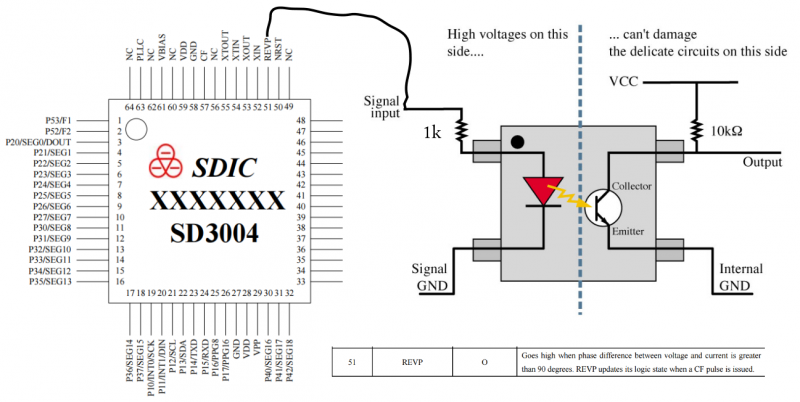 NC
PLLC
NC
VBIAS
NC
VDD
GND
CF
NC
XTOUT
XTIN
XOUT
XIN
REVP
NRST
NC
64 63 62 61 60 59 58 57 56 55 54 53 52 51 50 49
P53/F1 1 48
P52/F2 2 47
P20/SEG0/DOUT 3 46
P21/SEG1 4 45
P22/SEG2 5 44
P23/SEG3 6 43
P24/SEG4 7 42
P25/SEG5 8 41
P26/SEG6 9 40
P27/SEG7 10 39
P30/SEG8 11 38
P31/SEG9 12 37
P32/SEG10 13 36
P33/SEG11 14 35
P34/SEG12 15 34
P35/SEG13 16 33
SDIC
XXXXXXX
SD3004
17 18 19 20 21 22 23 24 25 26 27 28 29 30 31 32
P36/SEG14
P37/SEG15
P10/INT0/SCK
P11/INT1/DIN
P12/SCL
P13/SDA
P14/TXD
P15/RXD
P16/PPG8
P17/PPG16
GND
VDD
VPP
P40/SEG16
P41/SEG17
P42/SEG18
High voltages on this
side....
... can't damage
the delicate circuits on this side
VCC
Signal
input
1k
10kΩ
Output
Collector
Emitter
Signal
GND
Internal
GND
51 REVP O Goes high when phase difference between voltage and current is greater
than 90 degrees. REVP updates its logic state when a CF pulse is issued.